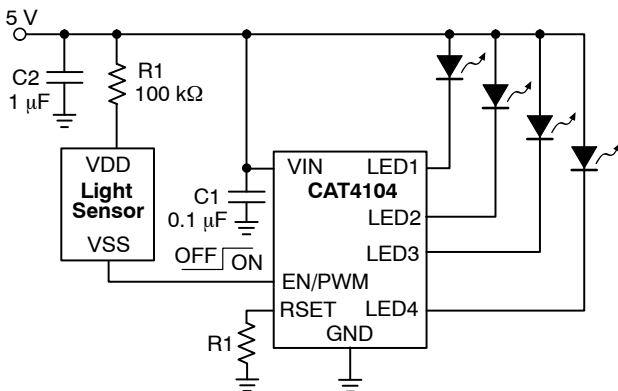 5 V
C2
1 μF
R1
100 kΩ
VDD
Light
Sensor
VSS
C1
0.1 μF
OFF
ON
VIN
LED1
CAT4104
LED2
LED3
EN/PWM
RSET
LED4
GND
R1